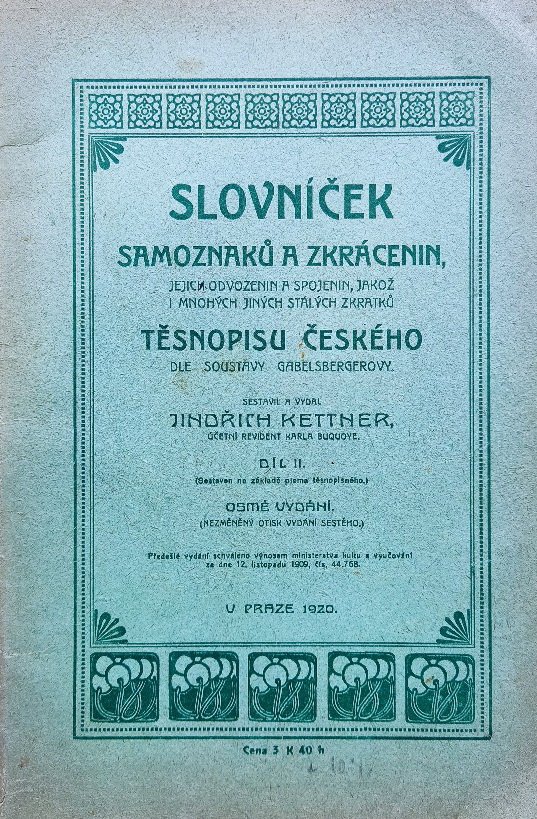 SLOVNÍČEK
SAMOZNAKŮ A ZKRÁCENIN,
JEJICH ODVOZENIN A SPOJENIN, JAKOŽ
I MNOHÝCH JINÝCH STÁLÝCH ZKRATKŮ
TĚSNOPISU ČESKÉHO
DLE SOUSTAVY GABELSBERGEROVY.
SESTAVIL A VYDAL
JINDŘICH KETTNER,
ÚČETNÍ REVIDENT KARLA BUQUOYE.
DÍL II.
(Sestaven na základě písma těsnopisného.)
OSMÉ VYDÁNÍ.
(NEZMĚNĚNÝ OTISK VYDÁNÍ ŠESTÉHO.)
Předešlé vydání schváleno výnosem ministerstva kultu a vyučování
ze dne 12. listopadu 1909, čís. 44.768.
V PRAZE 1920.
Cena 3 K 40 h